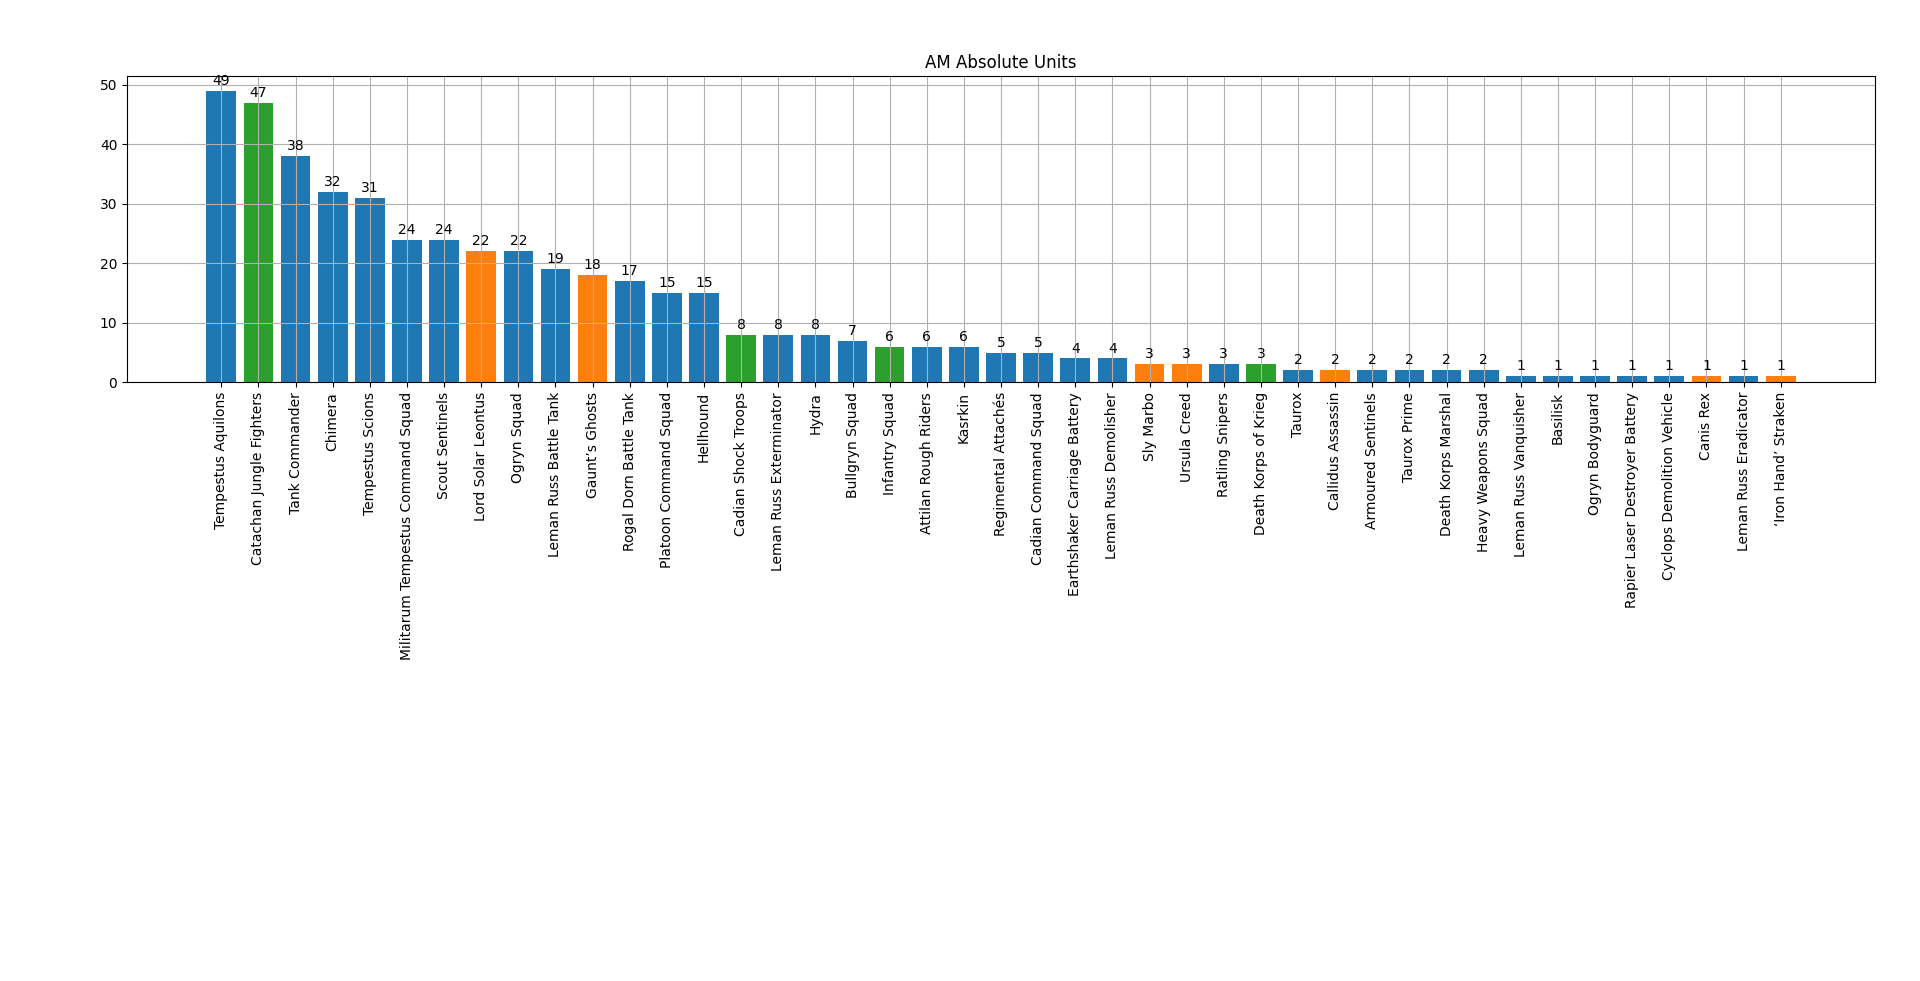 AM Absolute Units
50
40
30
20
10
0
49
47
38
32
31
24
24
22
22
19
18
17
15
15
8
8
8
7
6
6
6
5
5
4
4
3
3
3
3
2
2
2
2
2
2
1
1
1
1
1
1
1
1
Tempestus Aquilons
Catachan Jungle Fighters
Tank Commander
Chimera
Tempestus Scions
Militarum Tempestus Command Squad
Scout Sentinels
Lord Solar Leontus
Ogryn Squad
Leman Russ Battle Tank
Gaunt’s Ghosts
Rogal Dorn Battle Tank
Platoon Command Squad
Hellhound
Cadian Shock Troops
Leman Russ Exterminator
Hydra
Bullgryn Squad
Infantry Squad
Attilan Rough Riders
Kasrkin
Regimental Attachés
Cadian Command Squad
Earthshaker Carriage Battery
Leman Russ Demolisher
Sly Marbo
Ursula Creed
Ratling Snipers
Death Korps of Krieg
Taurox
Callidus Assassin
Armoured Sentinels
Taurox Prime
Death Korps Marshal
Heavy Weapons Squad
Leman Russ Vanquisher
Basilisk
Ogryn Bodyguard
Rapier Laser Destroyer Battery
Cyclops Demolition Vehicle
Canis Rex
Leman Russ Eradicator
‘Iron Hand’ Straken